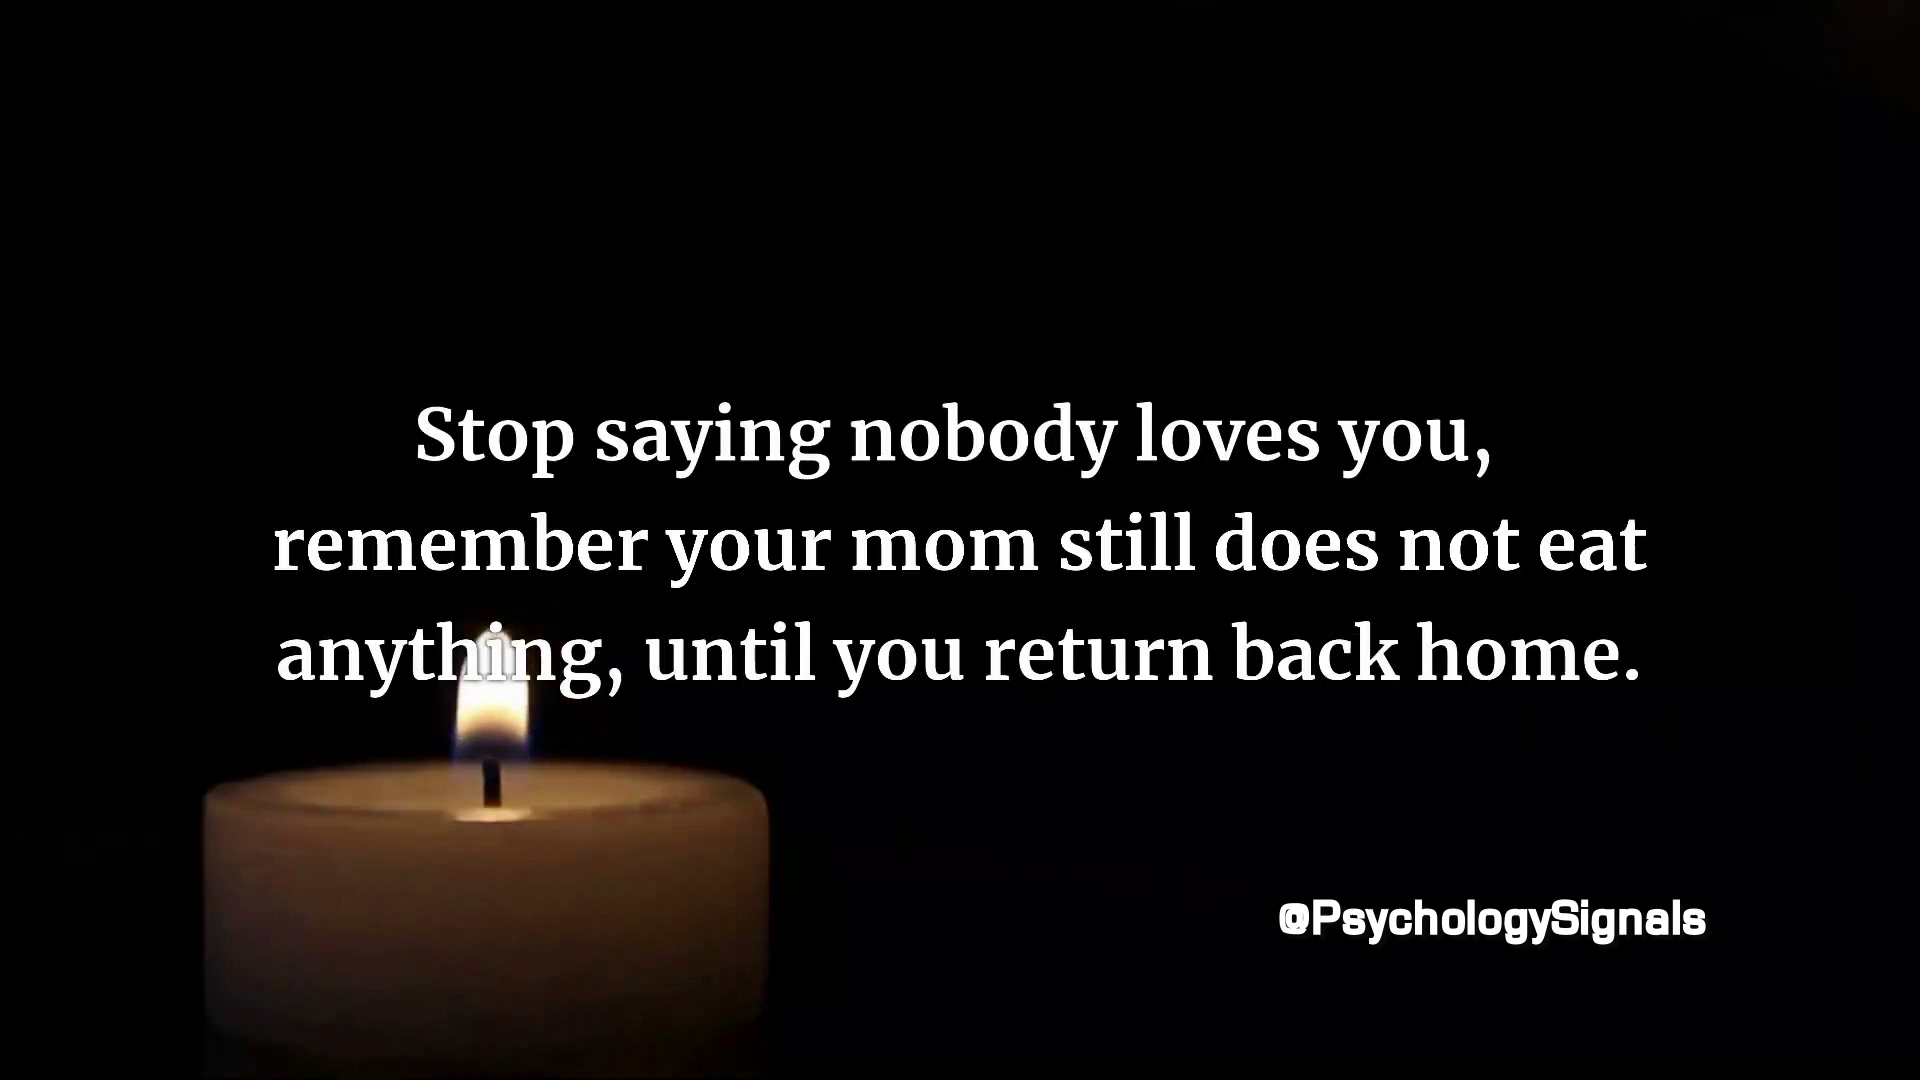 Stop saying nobody loves you,
remember your mom still does not eat
anything, until you return back home.
@PsychologySignals